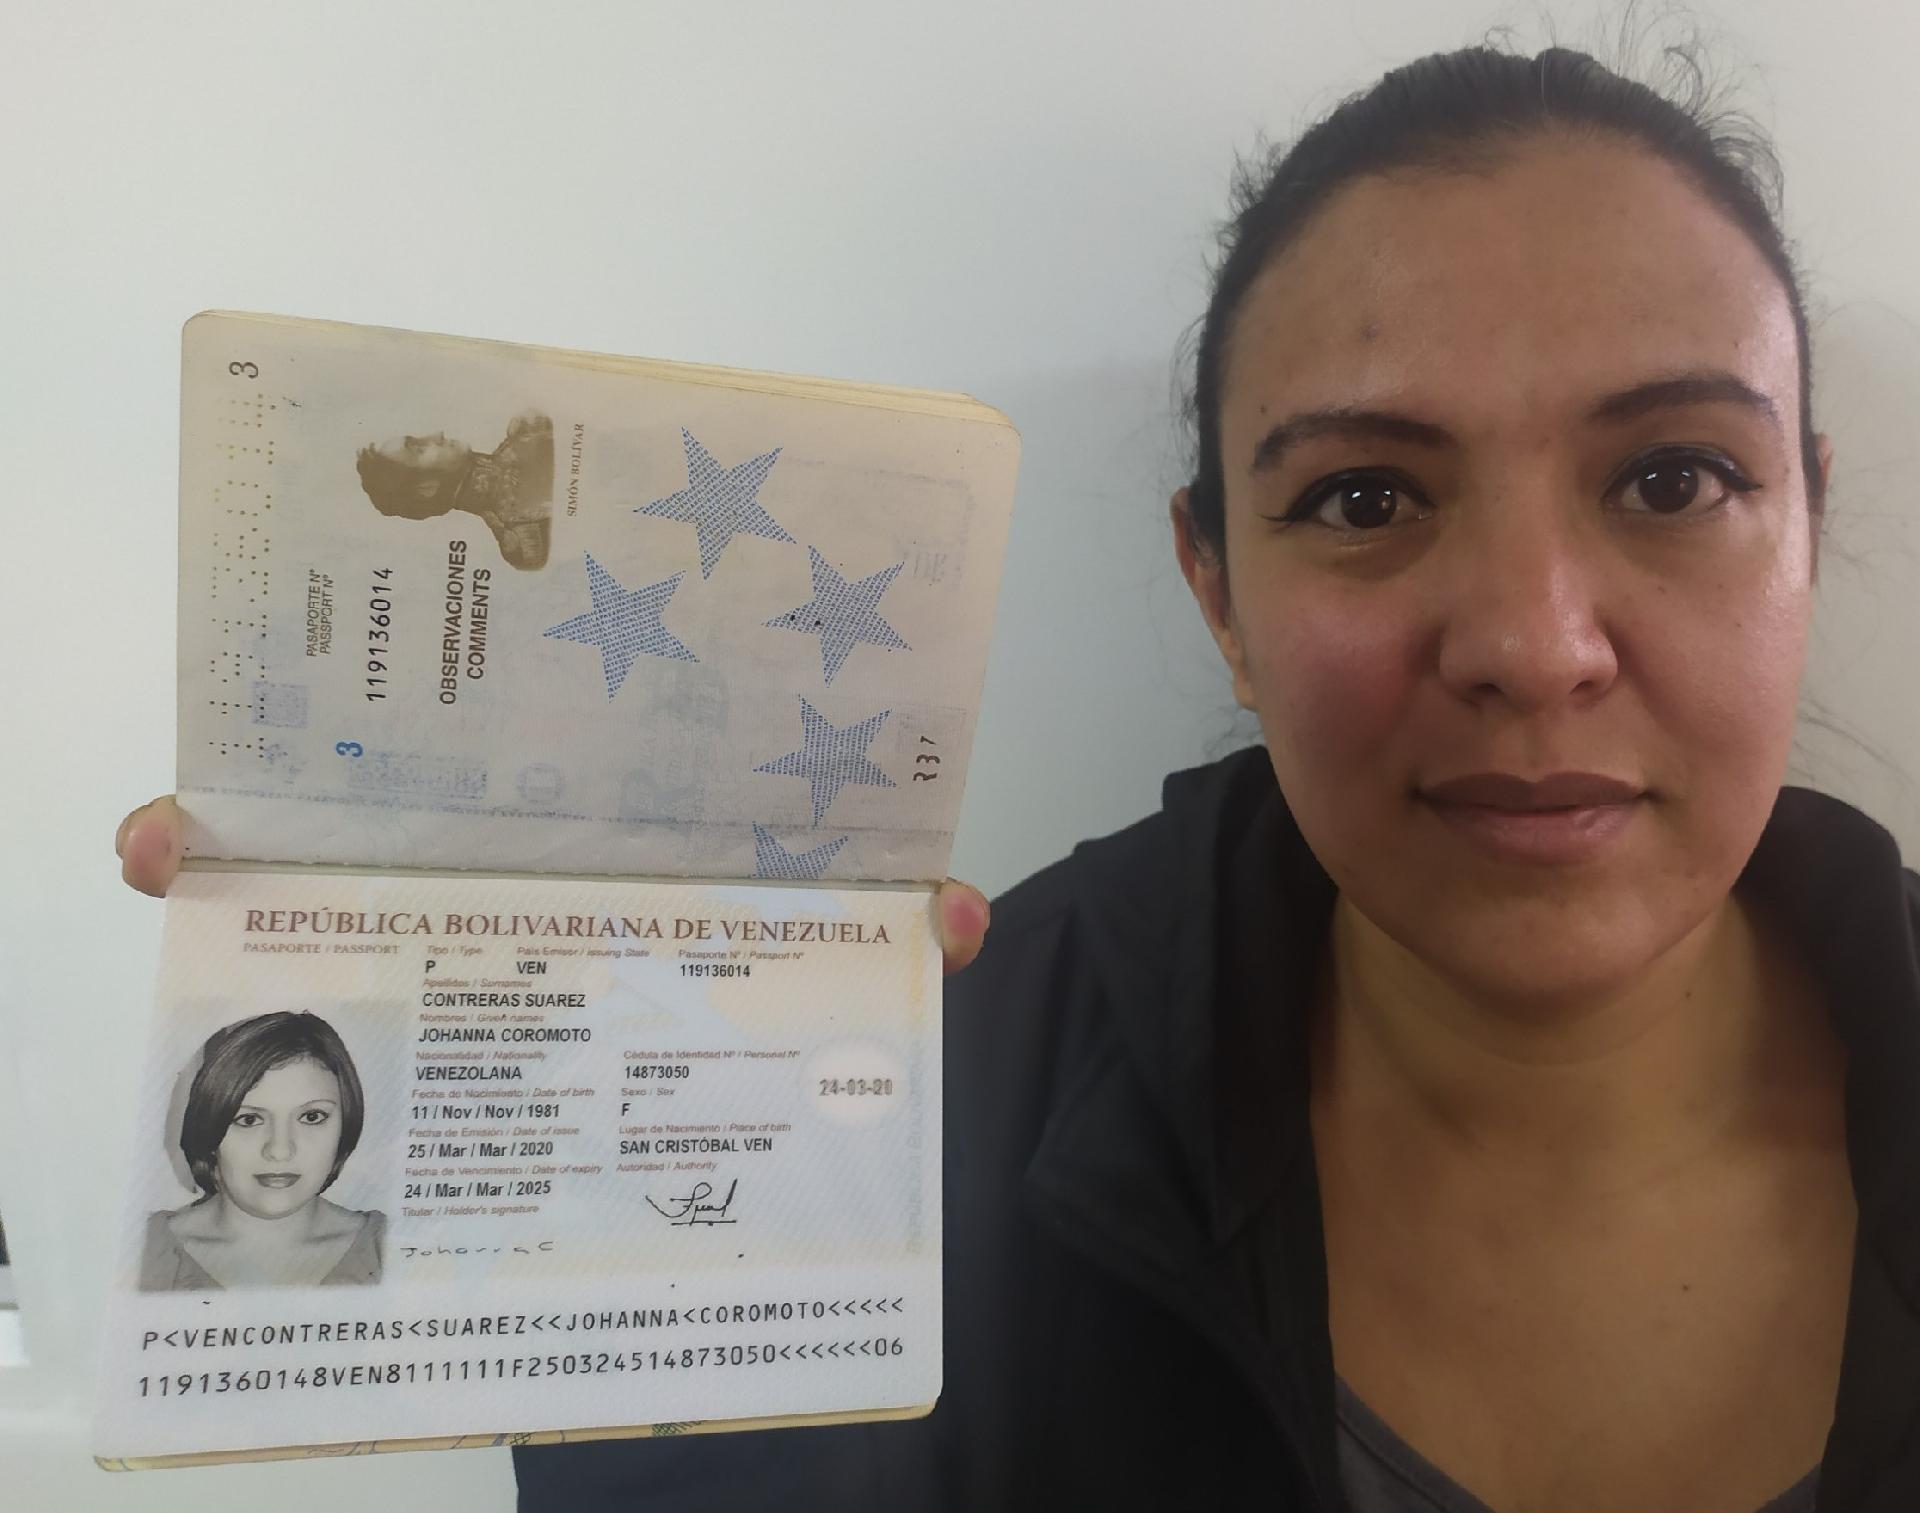 3
SIMÓN BOLÍVAR
PASAPORTE Nº
PASSPORT Nº
119136014
OBSERVACIONES
COMMENTS
3
REPÚBLICA BOLIVARIANA DE VENEZUELA
PASAPORTE / PASSPORT Tipo / Type País Emisor / Issuing State Pasaporte Nº / Passport Nº
P VEN 119136014
Apellidos / Surnames
CONTRERAS SUAREZ
Nombres / Given names
JOHANNA COROMOTO
Nacionalidad / Nationality Cédula de Identidad Nº / Personal Nº
VENEZOLANA 14873050
Fecha de Nacimiento / Date of birth Sexo / Sex
11 / Nov / Nov / 1981 F
24-03-20
Fecha de Emisión / Date of issue Lugar de Nacimiento / Place of birth
25 / Mar / Mar / 2020 SAN CRISTÓBAL VEN
Fecha de Vencimiento / Date of expiry Autoridad / Authority
24 / Mar / Mar / 2025
Titular / Holder's signature
Johanna C
P<VENCONTRERAS<SUAREZ<<JOHANNA<COROMOTO<<<<<
1191360148VEN8111111F250324514873050<<<<<<06